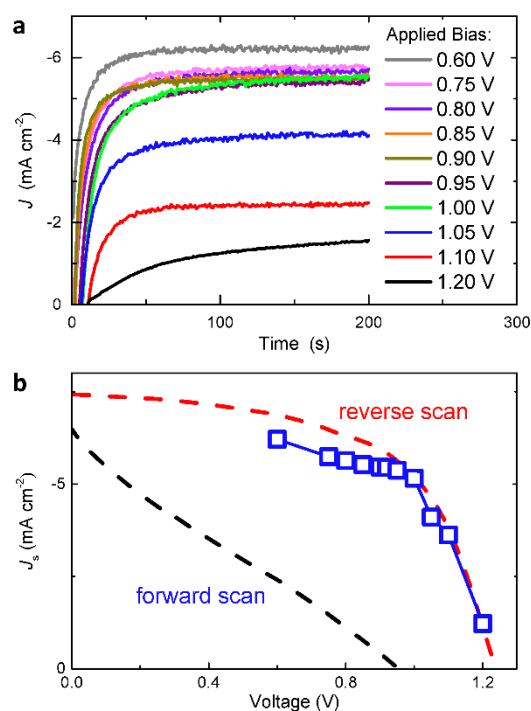 a
Applied Bias:
0.60 V
0.75 V
0.80 V
0.85 V
0.90 V
0.95 V
1.00 V
1.05 V
1.10 V
1.20 V
J (mA cm-2)
-6
-4
-2
0
0 100 200 300
Time (s)
b
reverse scan
forward scan
Js (mA cm-2)
-5
0
0.0 0.4 0.8 1.2
Voltage (V)